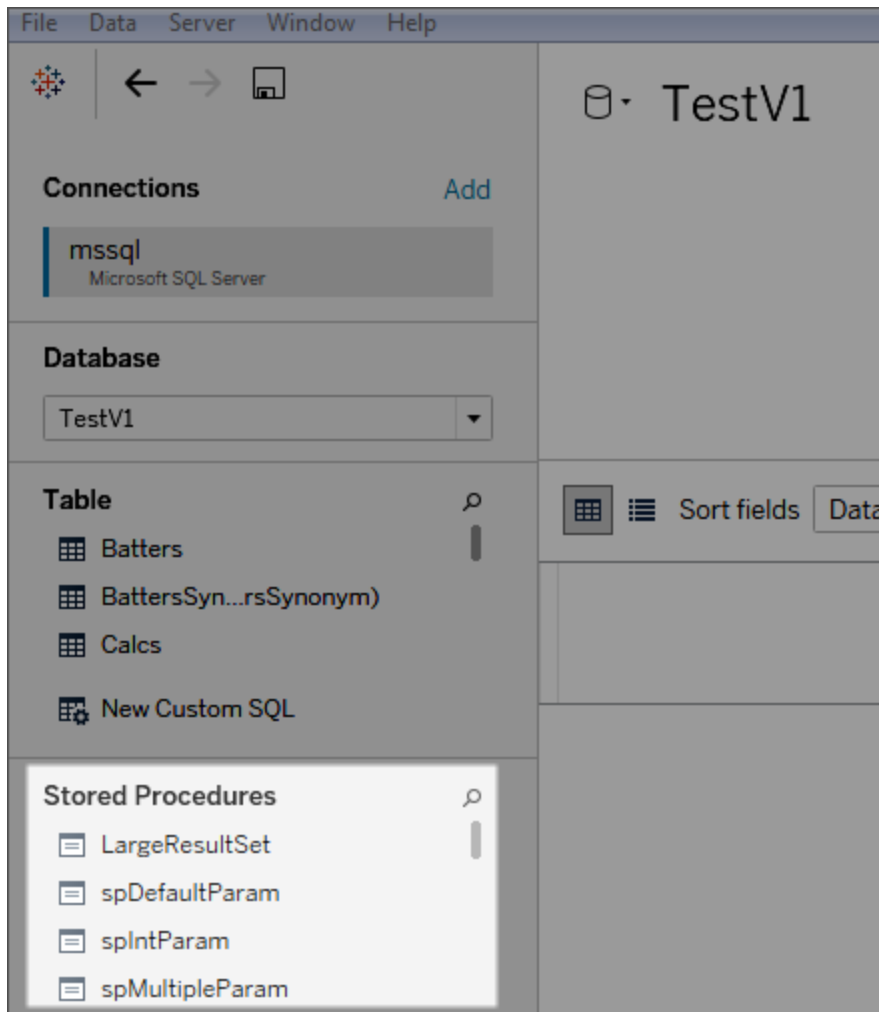 File Data Server Window Help
TestV1
Connections Add
mssql
Microsoft SQL Server
Database
TestV1
Table
Batters
BattersSyn...rsSynonym)
Calcs
New Custom SQL
Sort fields Data
Stored Procedures
LargeResultSet
spDefaultParam
spIntParam
spMultipleParam